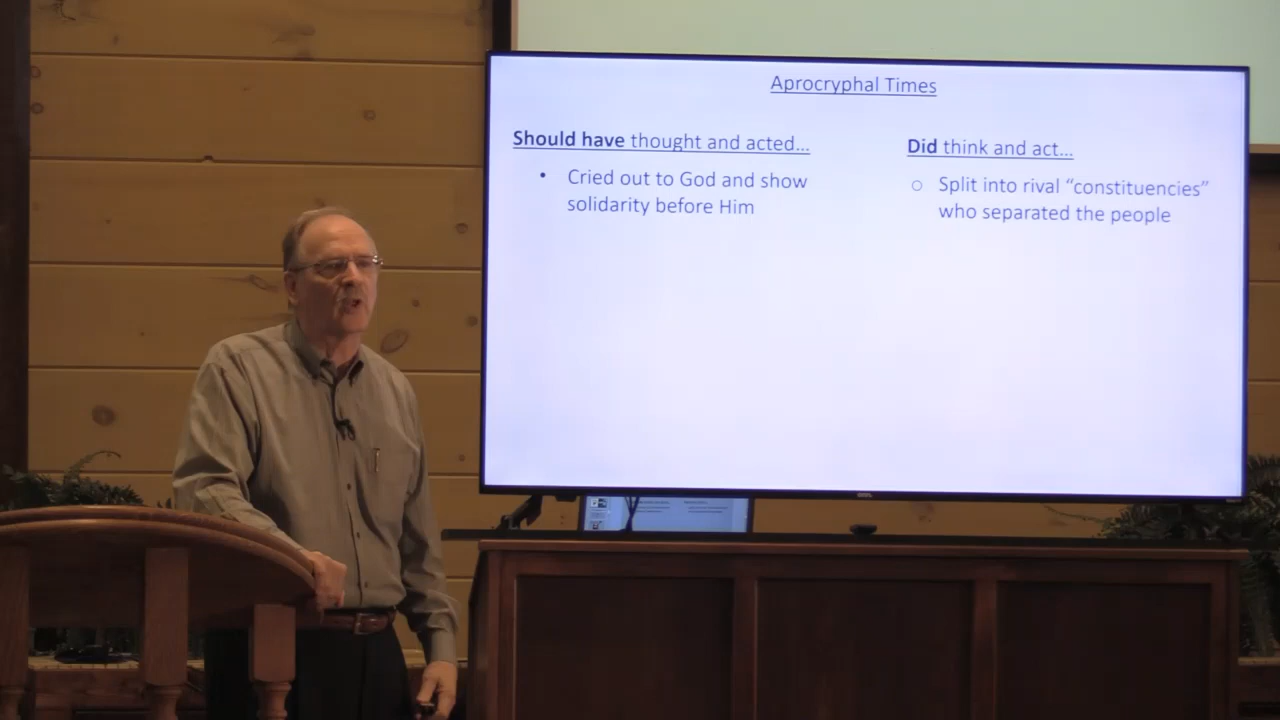 Aprocryphal Times
Should have thought and acted...
• Cried out to God and show
solidarity before Him
Did think and act...
○ Split into rival “constituencies”
who separated the people